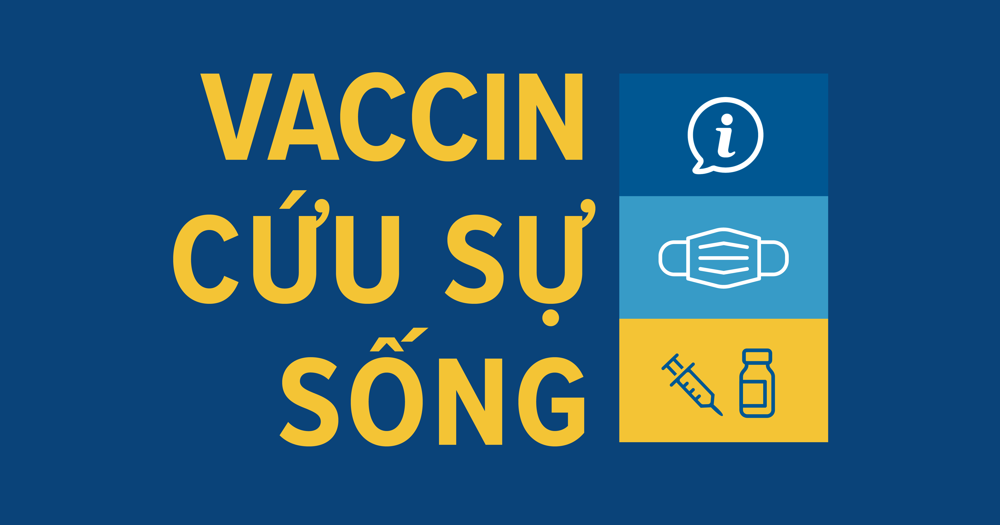 VACCIN
CỨU SỰ
SỐNG
i